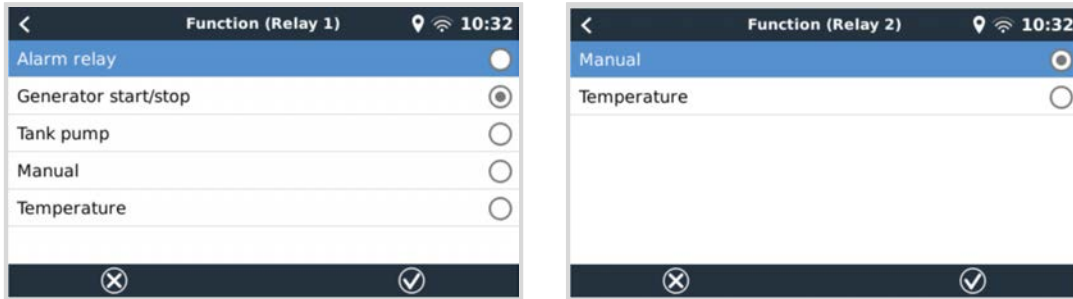 Function (Relay 1) 10:32
Alarm relay
Generator start/stop
Tank pump
Manual
Temperature
Function (Relay 2) 10:32
Manual
Temperature